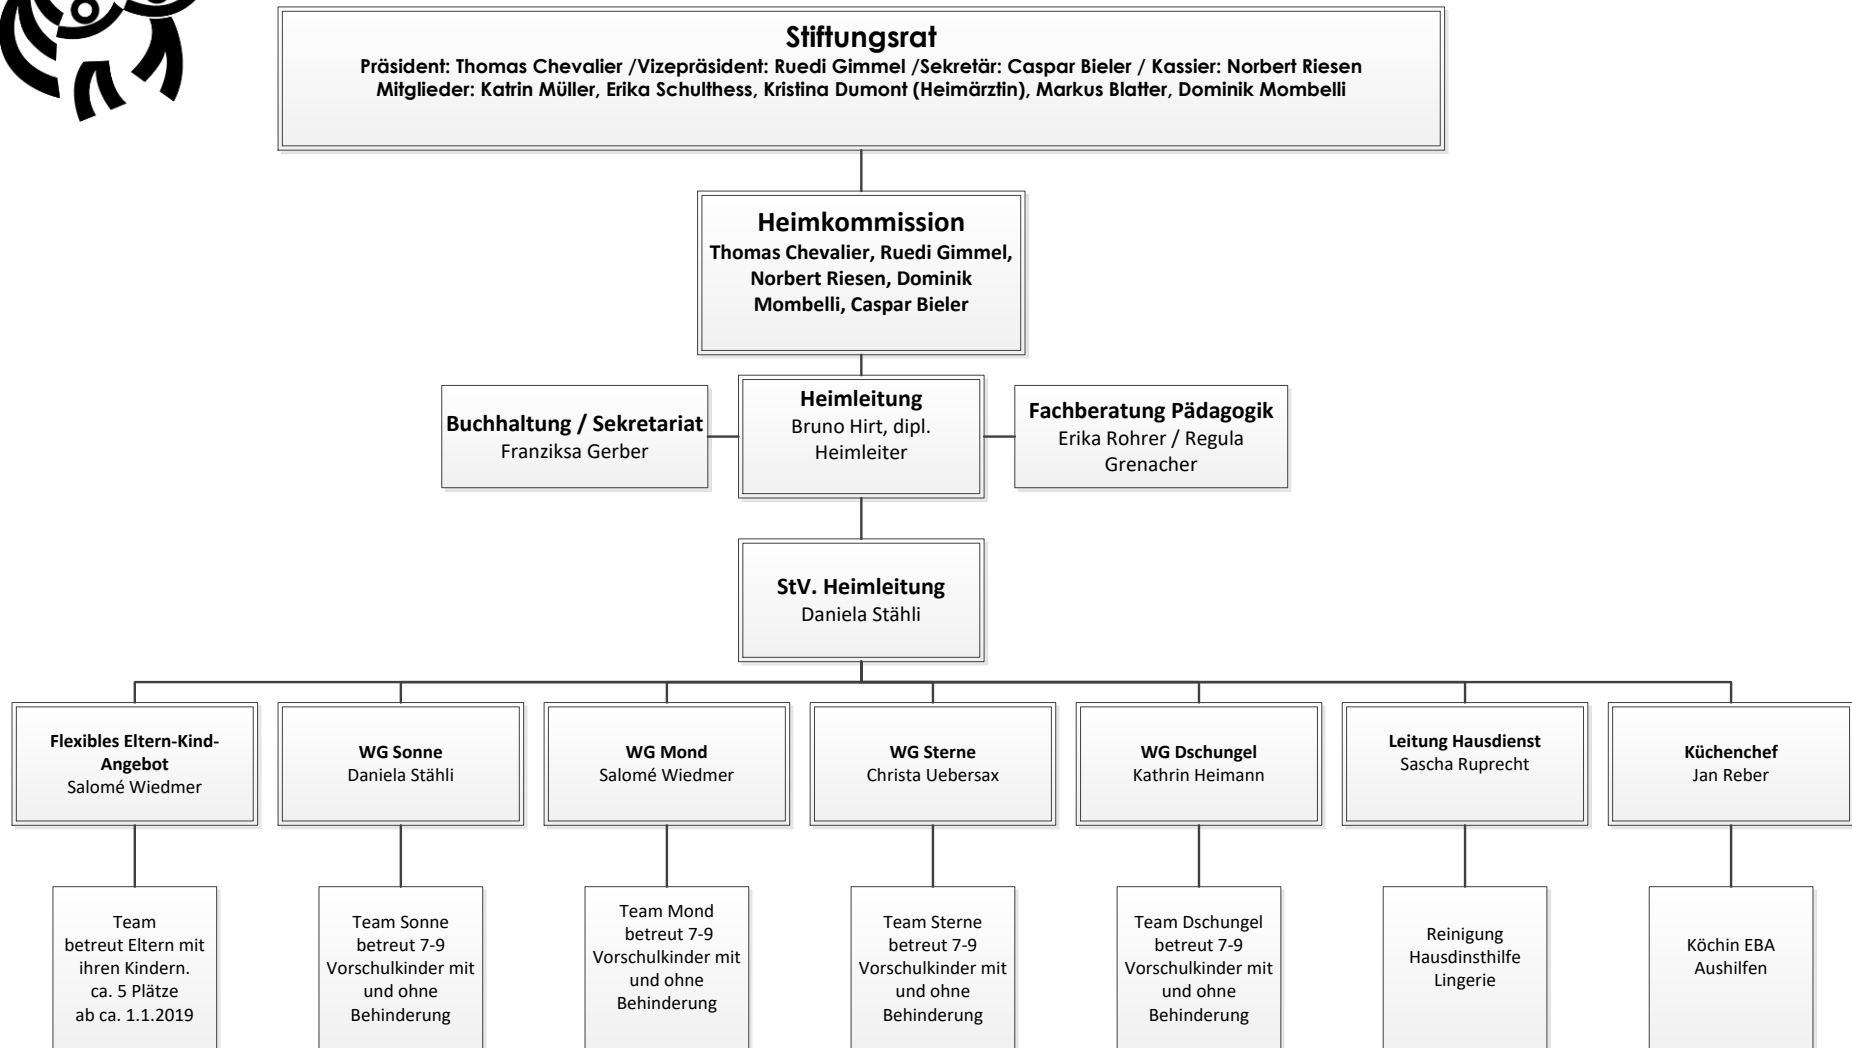 Stiftungsrat
Präsident: Thomas Chevalier /Vizepräsident: Ruedi Gimmel /Sekretär: Caspar Bieler / Kassier: Norbert Riesen
Mitglieder: Katrin Müller, Erika Schulthess, Kristina Dumont (Heimärztin), Markus Blatter, Dominik Mombelli
Heimkommission
Thomas Chevalier, Ruedi Gimmel,
Norbert Riesen, Dominik
Mombelli, Caspar Bieler
Buchhaltung / Sekretariat
Franziksa Gerber
Heimleitung
Bruno Hirt, dipl.
Heimleiter
Fachberatung Pädagogik
Erika Rohrer / Regula
Grenacher
StV. Heimleitung
Daniela Stähli
Flexibles Eltern-Kind-
Angebot
Salomé Wiedmer
WG Sonne
Daniela Stähli
WG Mond
Salomé Wiedmer
WG Sterne
Christa Uebersax
WG Dschungel
Kathrin Heimann
Leitung Hausdienst
Sascha Ruprecht
Küchenchef
Jan Reber
Team
betreut Eltern mit
ihren Kindern.
ca. 5 Plätze
ab ca. 1.1.2019
Team Sonne
betreut 7-9
Vorschulkinder mit
und ohne
Behinderung
Team Mond
betreut 7-9
Vorschulkinder mit
und ohne
Behinderung
Team Sterne
betreut 7-9
Vorschulkinder mit
und ohne
Behinderung
Team Dschungel
betreut 7-9
Vorschulkinder mit
und ohne
Behinderung
Reinigung
Hausdinsthilfe
Lingerie
Köchin EBA
Aushilfen